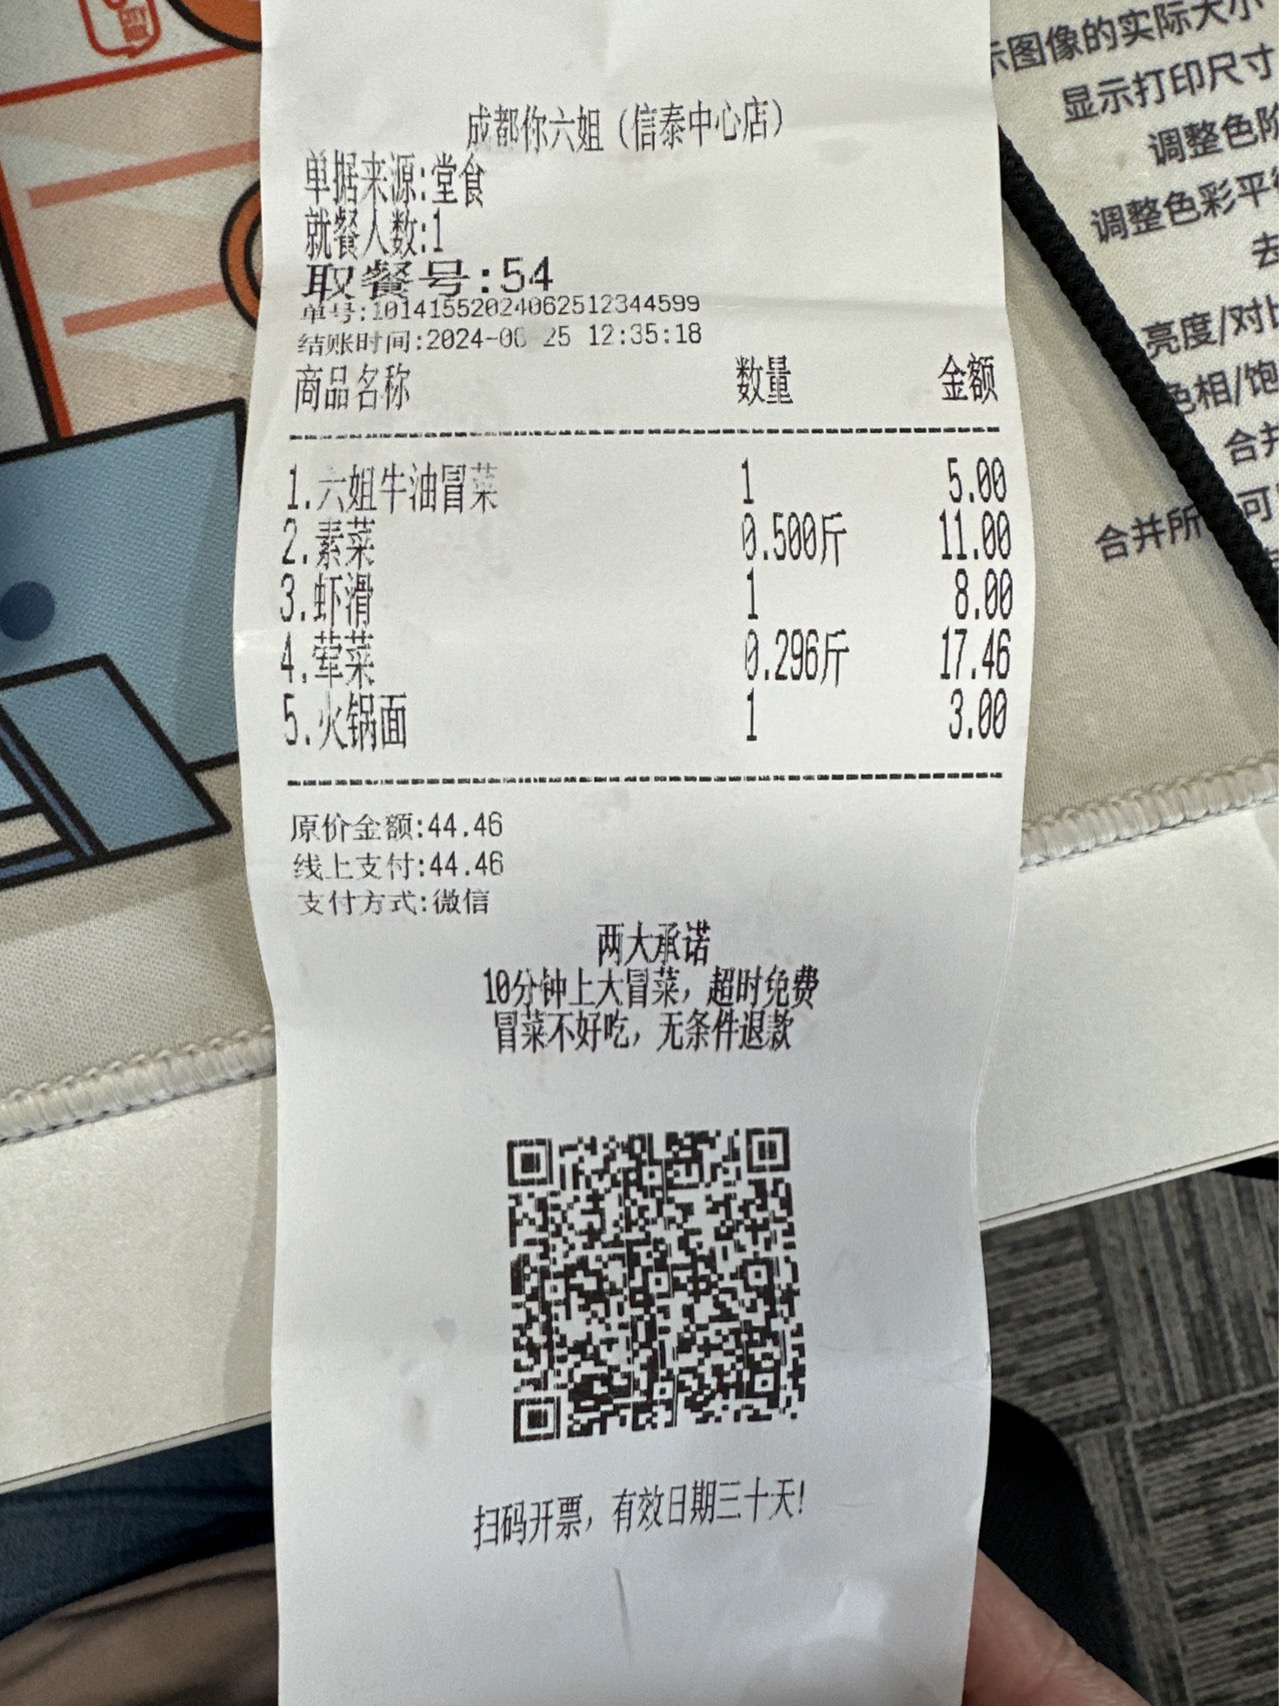 成都你六姐（信泰中心店）
单据来源:堂食
就餐人数:1
取餐号:54
单号:10141552024062512344599
结账时间:2024-06-25 12:35:18
商品名称 数量 金额
1.六姐牛油冒菜 1 5.00
2.素菜 0.500斤 11.00
3.虾滑 1 8.00
4.荤菜 0.296斤 17.46
5.火锅面 1 3.00
原价金额:44.46
线上支付:44.46
支付方式:微信
两大承诺
10分钟上大冒菜，超时免费
冒菜不好吃，无条件退款
扫码开票，有效日期三十天!
示图像的实际大小
显示打印尺寸
调整色阶
调整色彩平
去
亮度/对比
色相/饱
合并
合并所 可